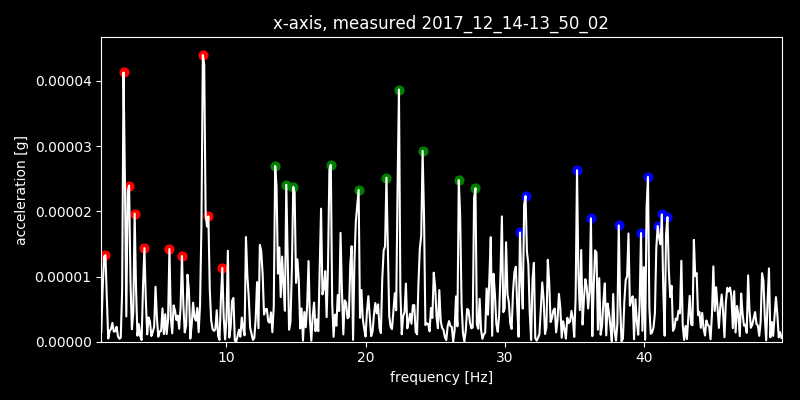 x-axis, measured 2017_12_14-13_50_02
acceleration [g]
0.00004
0.00003
0.00002
0.00001
0.00000
10 20 30 40
frequency [Hz]